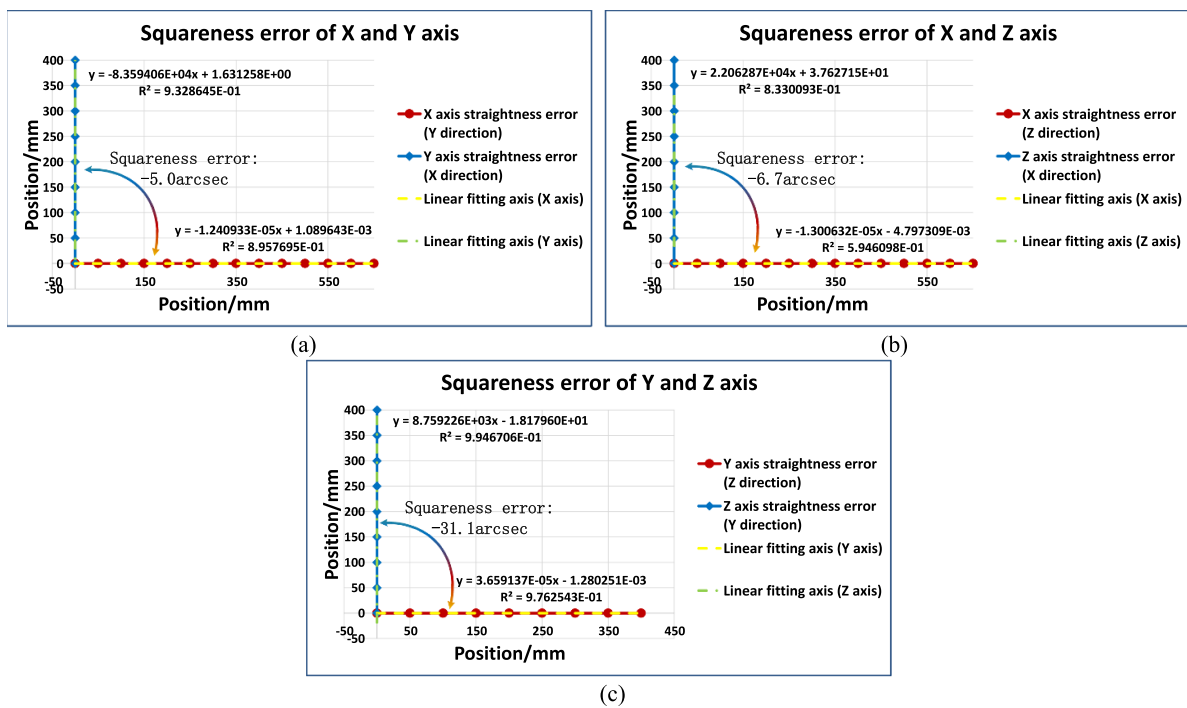 Squareness error of X and Y axis
400
350
300
250
200
150
100
50
0
-50
-50
150
350
550
Position/mm
Position/mm
y = -8.359406E+04x + 1.631258E+00
R² = 9.328645E-01
Squareness error:
-5.0arcsec
y = -1.240933E-05x + 1.089643E-03
R² = 8.957695E-01
X axis straightness error
(Y direction)
Y axis straightness error
(X direction)
Linear fitting axis (X axis)
Linear fitting axis (Y axis)
(a)
Squareness error of X and Z axis
400
350
300
250
200
150
100
50
0
-50
-50
150
350
550
Position/mm
Position/mm
y = 2.206287E+04x + 3.762715E+01
R² = 8.330093E-01
Squareness error:
-6.7arcsec
y = -1.300632E-05x - 4.797309E-03
R² = 5.946098E-01
X axis straightness error
(Z direction)
Z axis straightness error
(X direction)
Linear fitting axis (X axis)
Linear fitting axis (Z axis)
(b)
Squareness error of Y and Z axis
400
350
300
250
200
150
100
50
0
-50
-50
50
150
250
350
450
Position/mm
Position/mm
y = 8.759226E+03x - 1.817960E+01
R² = 9.946706E-01
Squareness error:
-31.1arcsec
y = 3.659137E-05x - 1.280251E-03
R² = 9.762543E-01
Y axis straightness error
(Z direction)
Z axis straightness error
(Y direction)
Linear fitting axis (Y axis)
Linear fitting axis (Z axis)
(c)